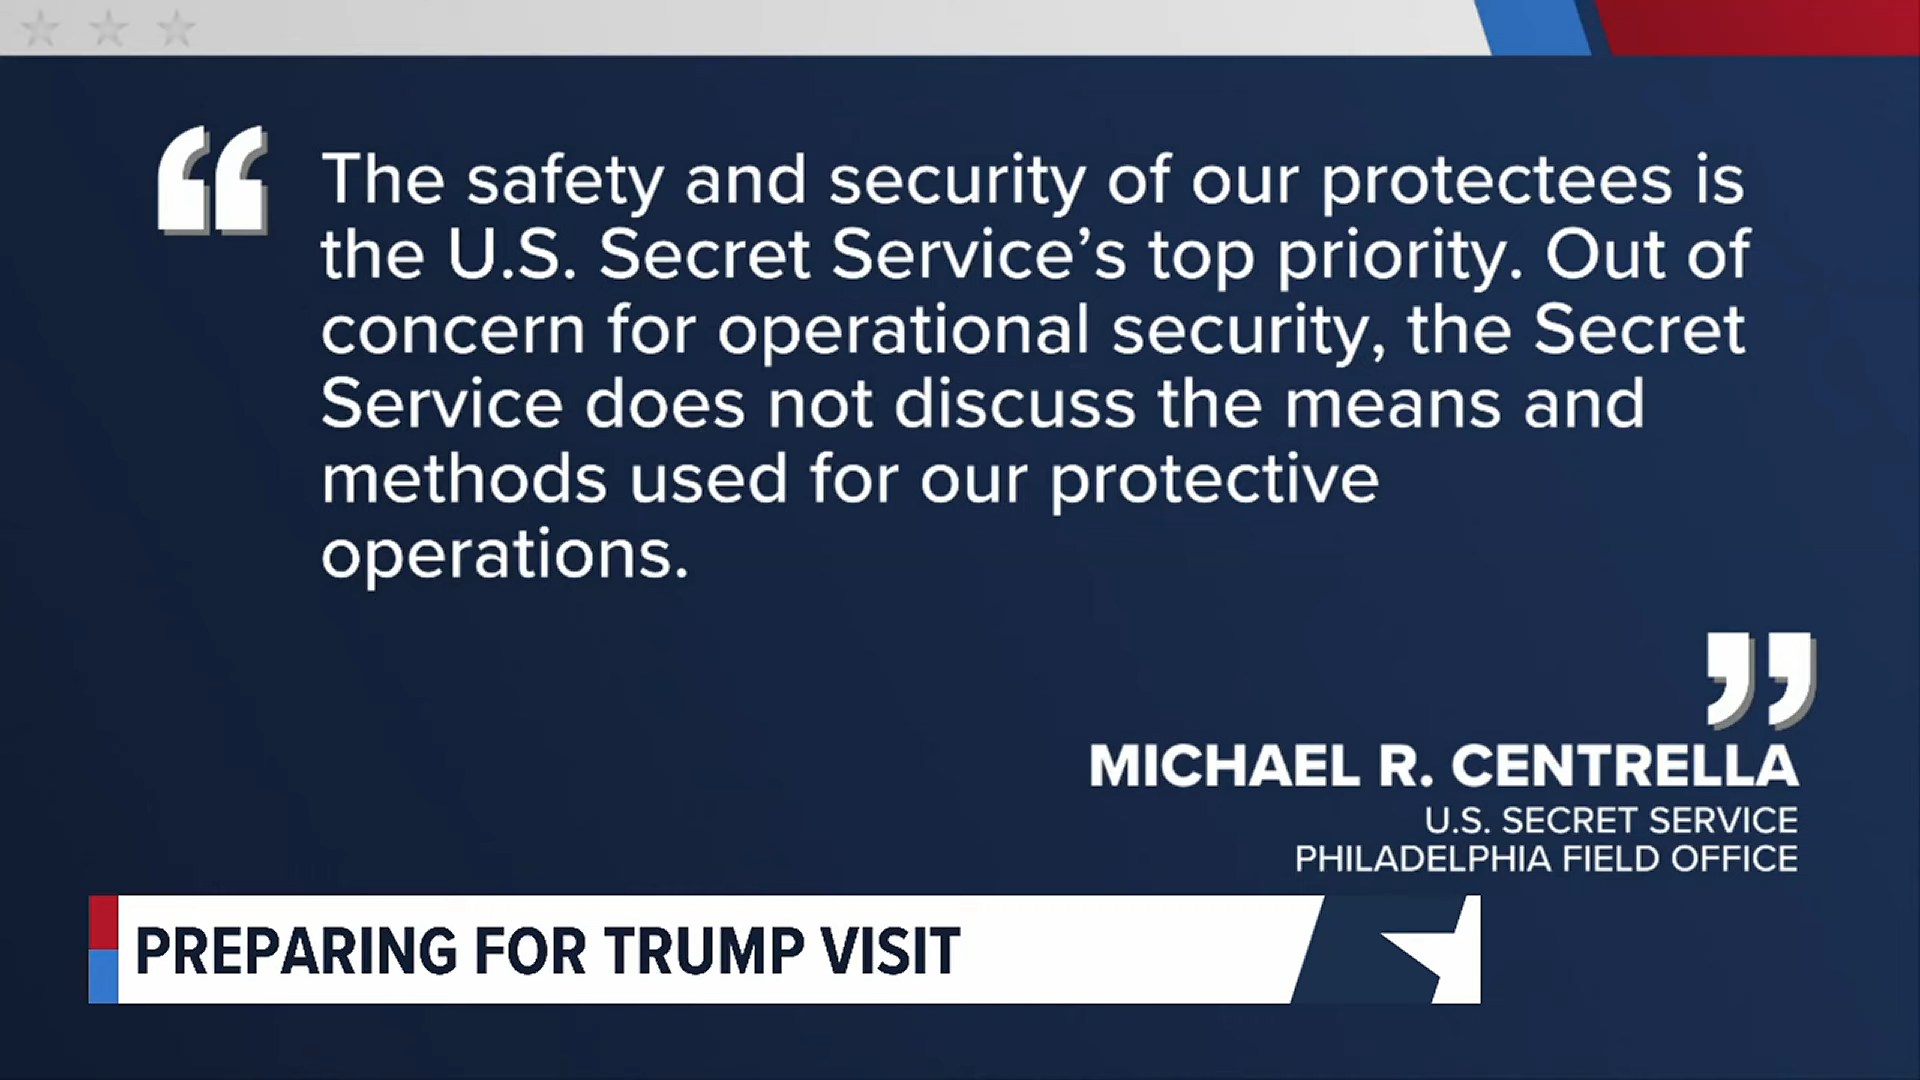 “ The safety and security of our protectees is
the U.S. Secret Service’s top priority. Out of
concern for operational security, the Secret
Service does not discuss the means and
methods used for our protective
operations.
”
MICHAEL R. CENTRELLA
U.S. SECRET SERVICE
PHILADELPHIA FIELD OFFICE
PREPARING FOR TRUMP VISIT